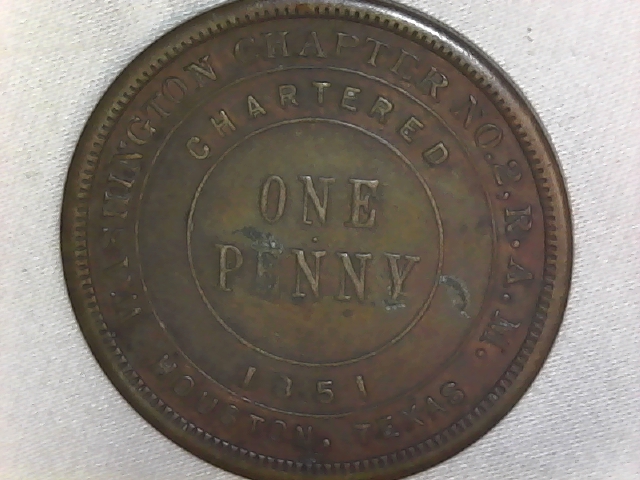 WASHINGTON CHAPTER NO. 2, R. A. M.
HOUSTON, TEXAS
CHARTERED
1851
ONE
PENNY